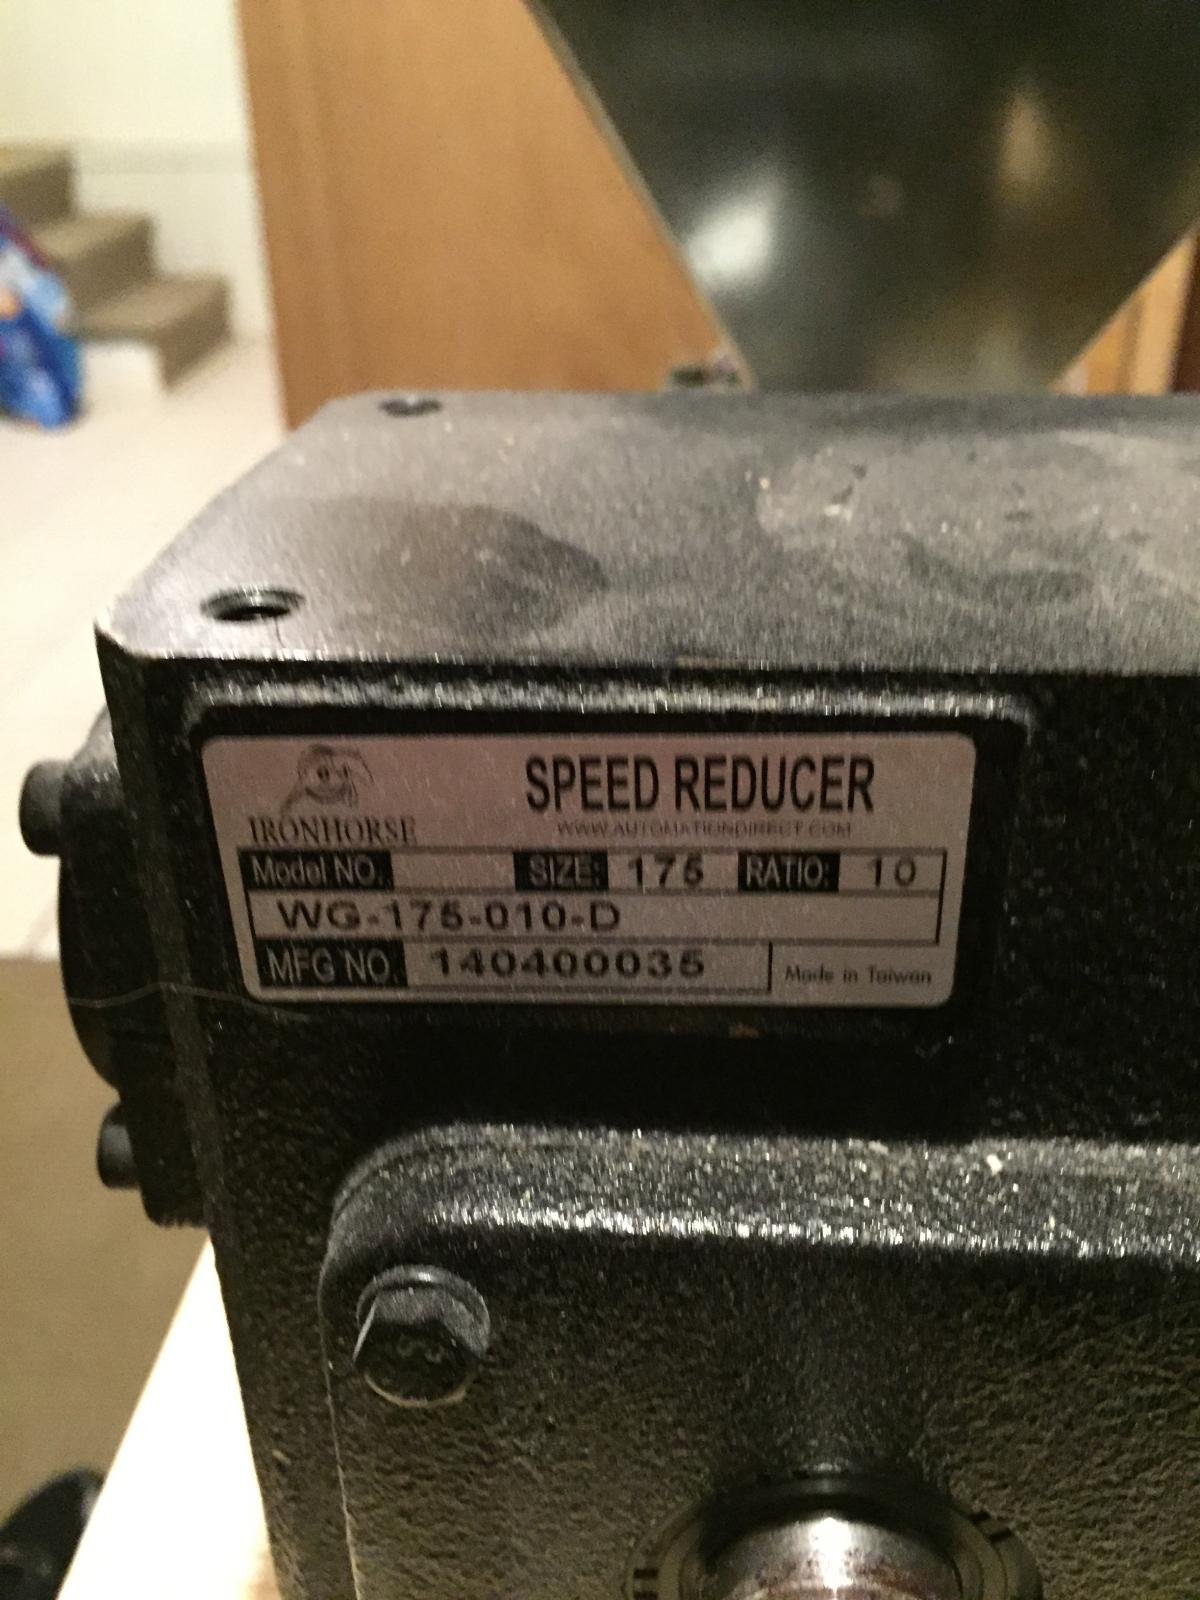 SPEED REDUCER
IRONHORSE
WWW.AUTOMATIONDIRECT.COM
Model NO. SIZE: 175 RATIO: 10
WG-175-010-D
MFG NO. 140400035 Made in Taiwan